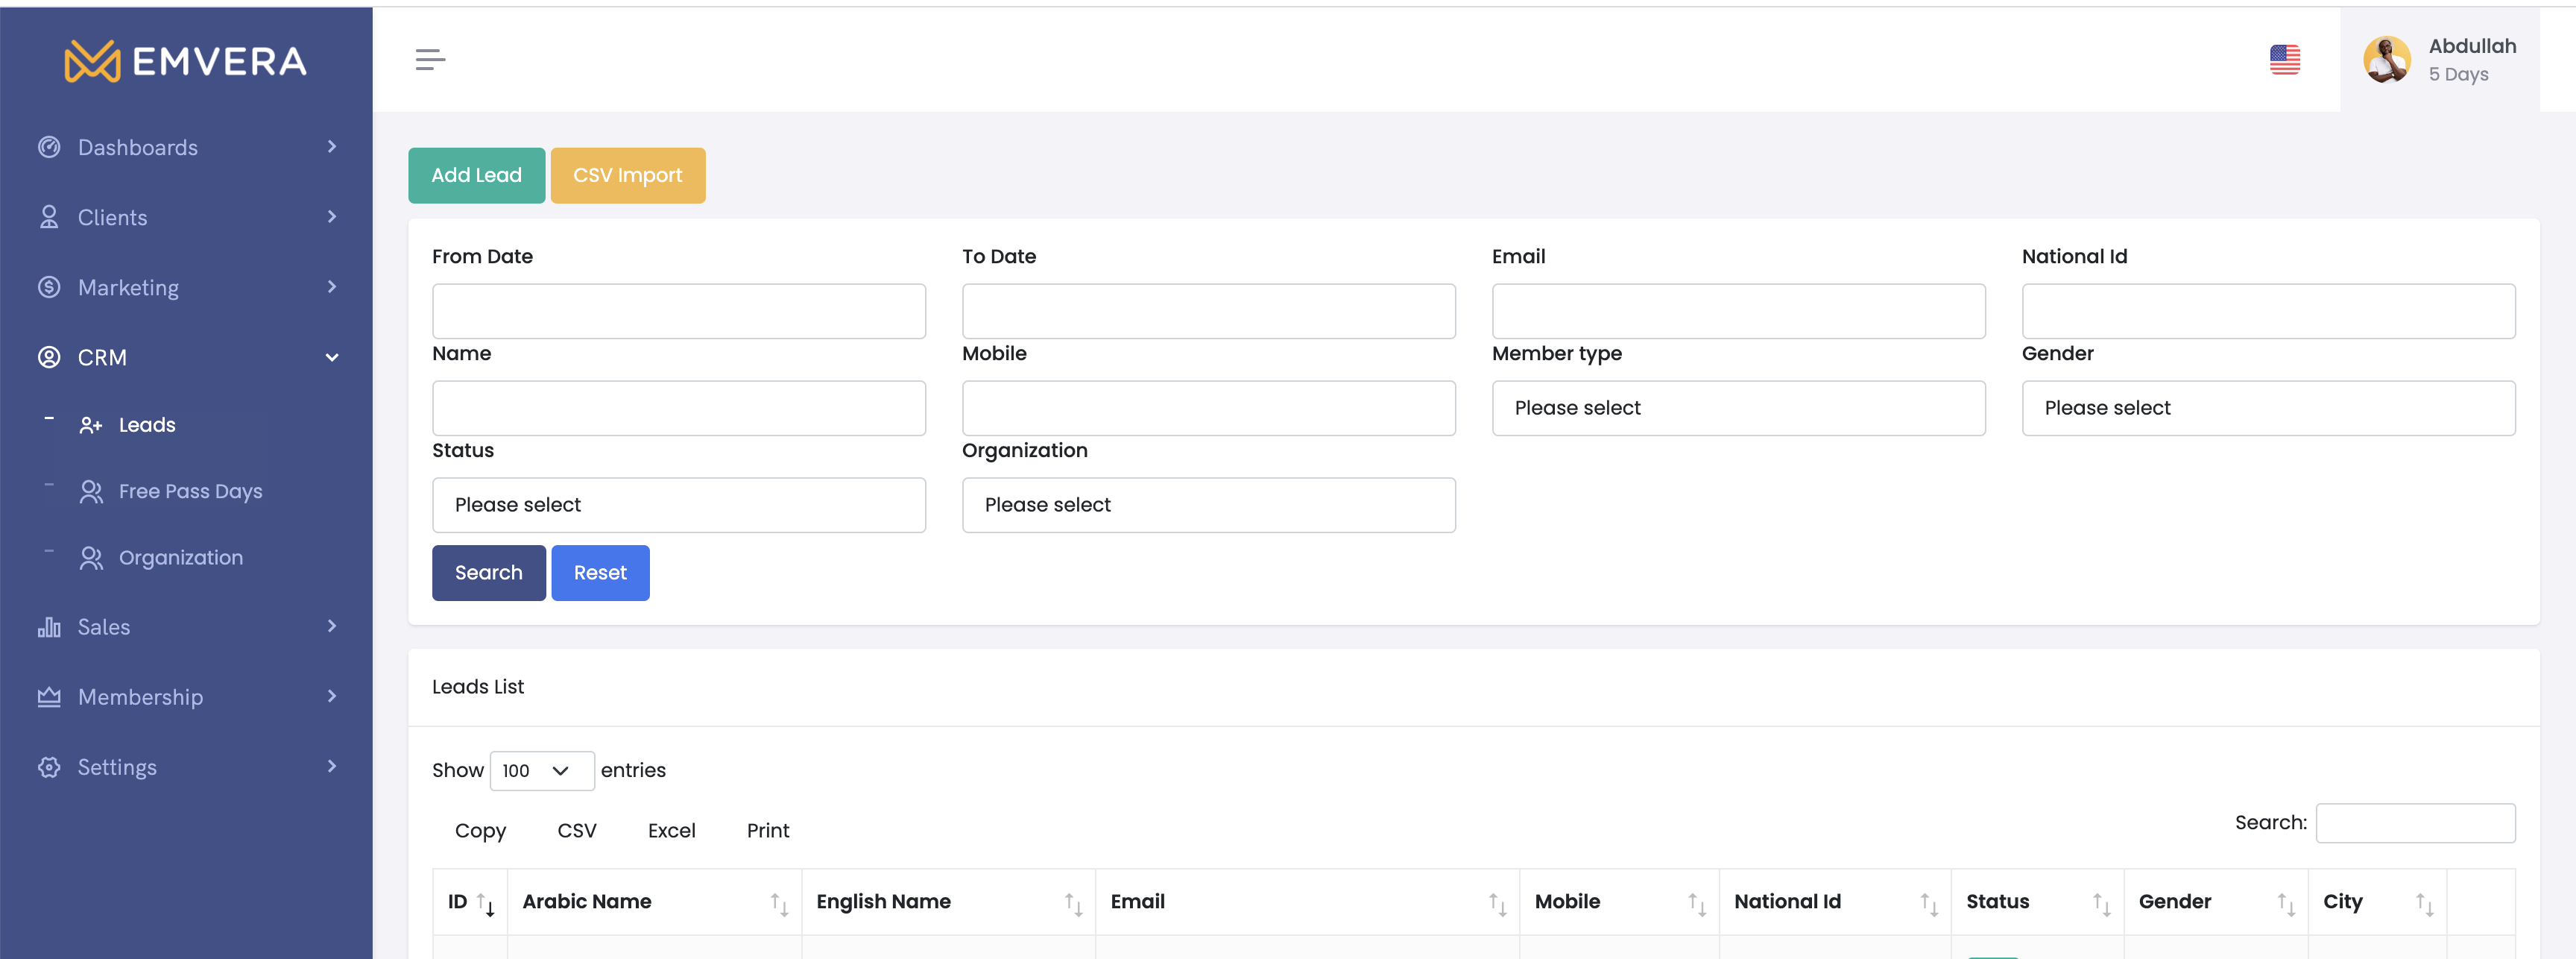 EMVERA
Abdullah
5 Days
Dashboards
Clients
Marketing
CRM
Leads
Free Pass Days
Organization
Sales
Membership
Settings
Add Lead CSV Import
From Date To Date Email National Id
Name Mobile Member type Gender
Please select Please select
Status Organization
Please select Please select
Search Reset
Leads List
Show 100 entries
Copy CSV Excel Print Search:
ID Arabic Name English Name Email Mobile National Id Status Gender City